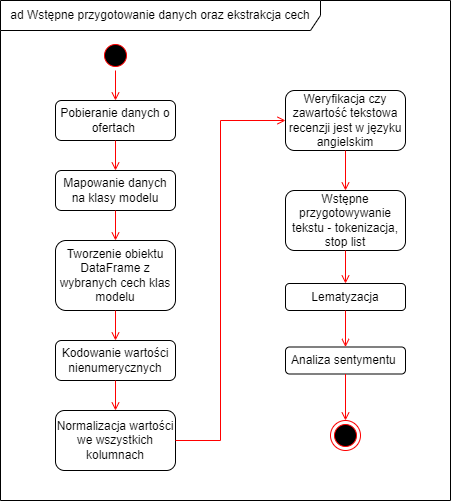 ad Wstępne przygotowanie danych oraz ekstrakcja cech
Pobieranie danych o
ofertach
Mapowanie danych
na klasy modelu
Tworzenie obiektu
DataFrame z
wybranych cech klas
modelu
Kodowanie wartości
nienumerycznych
Normalizacja wartości
we wszystkich
kolumnach
Weryfikacja czy
zawartość tekstowa
recenzji jest w języku
angielskim
Wstępne
przygotowywanie
tekstu - tokenizacja,
stop list
Lematyzacja
Analiza sentymentu